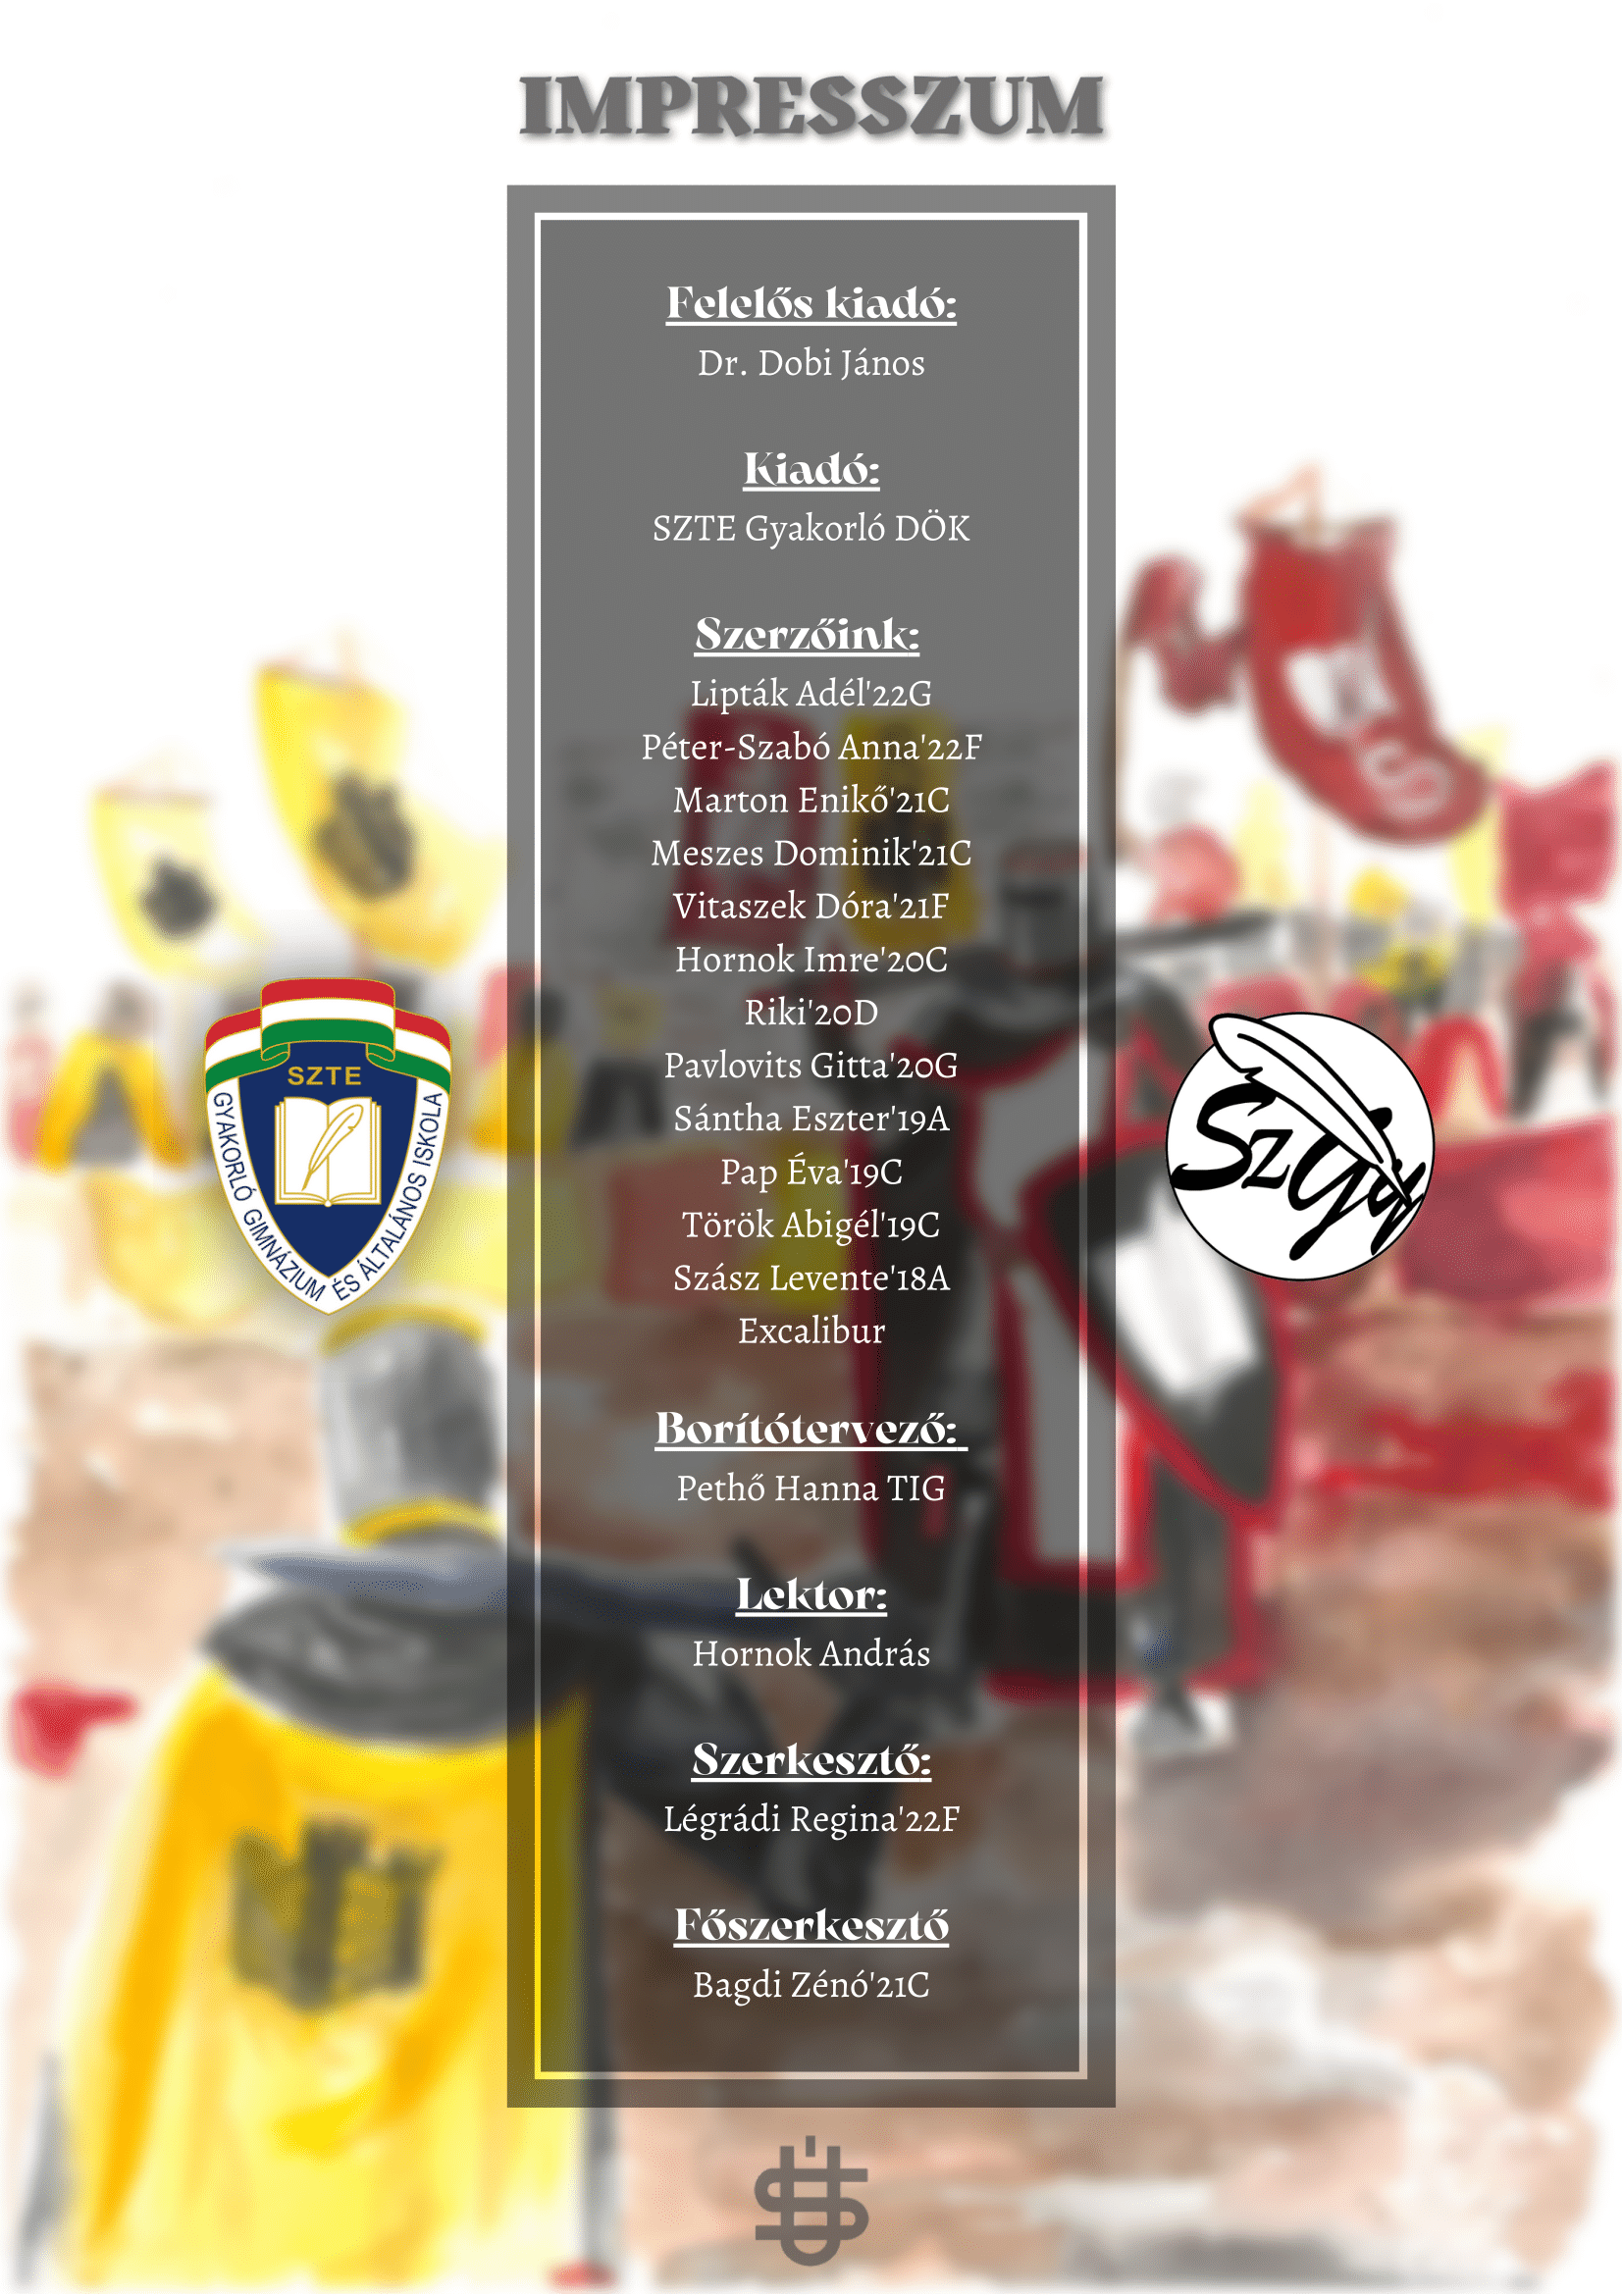 IMPRESSZUM
Felelős kiadó:
Dr. Dobi János
Kiadó:
SZTE Gyakorló DÖK
Szerzőink:
Lipták Adél'22G
Péter-Szabó Anna'22F
Marton Enikő'21C
Meszes Dominik'21C
Vitaszek Dóra'21F
Hornok Imre'20C
Riki'20D
Pavlovits Gitta'20G
Sántha Eszter'19A
Pap Éva'19C
Török Abigél'19C
Szász Levente'18A
Excalibur
Borítótervező:
Pethő Hanna TIG
Lektor:
Hornok András
Szerkesztő:
Légrádi Regina'22F
Főszerkesztő
Bagdi Zénó'21C
SZTE
GYAKORLÓ GIMNÁZIUM ÉS ÁLTALÁNOS ISKOLA